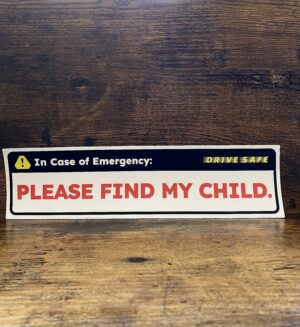 In Case of Emergency: DRIVE SAFE
PLEASE FIND MY CHILD.